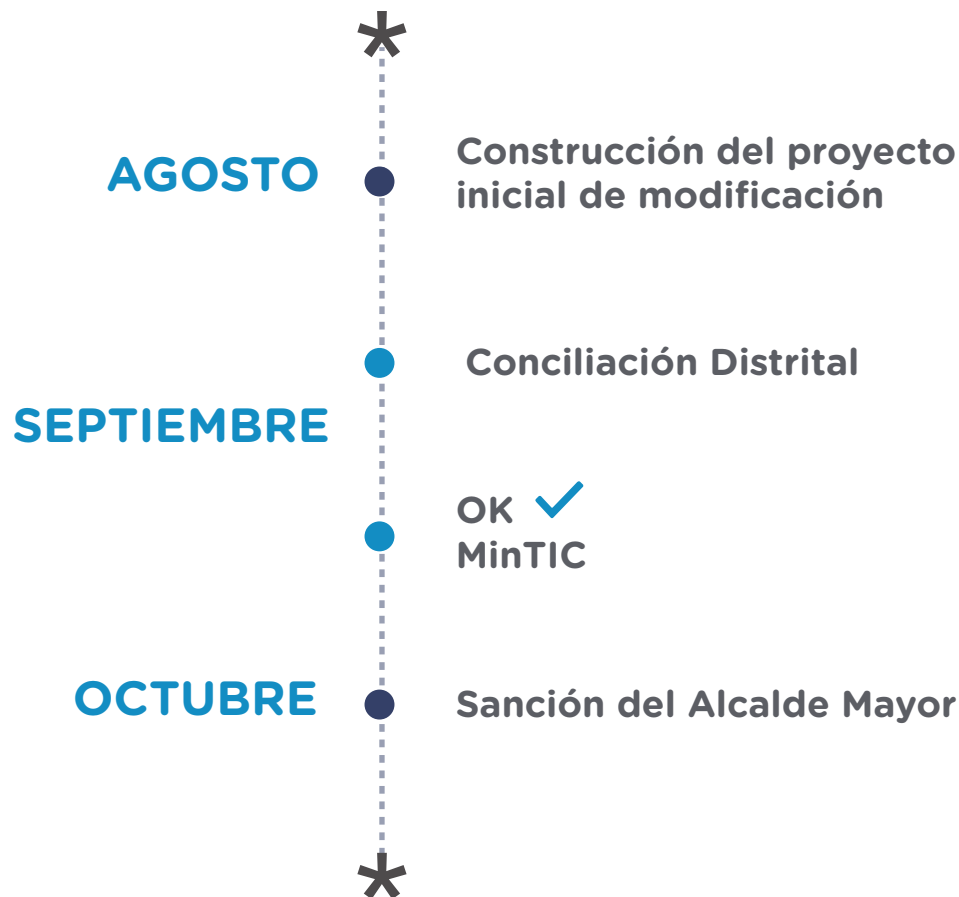 AGOSTO
Construcción del proyecto
inicial de modificación
Conciliación Distrital
SEPTIEMBRE
OK
MinTIC
OCTUBRE
Sanción del Alcalde Mayor